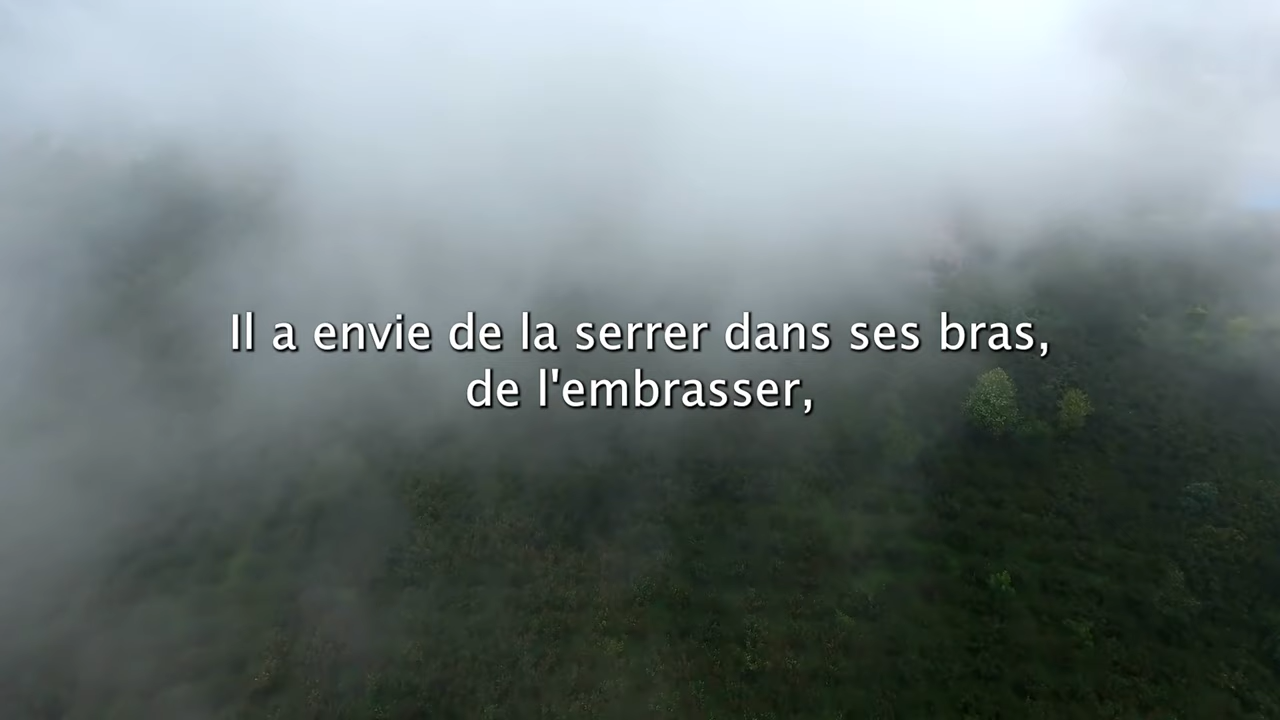 Il a envie de la serrer dans ses bras,
de l'embrasser,